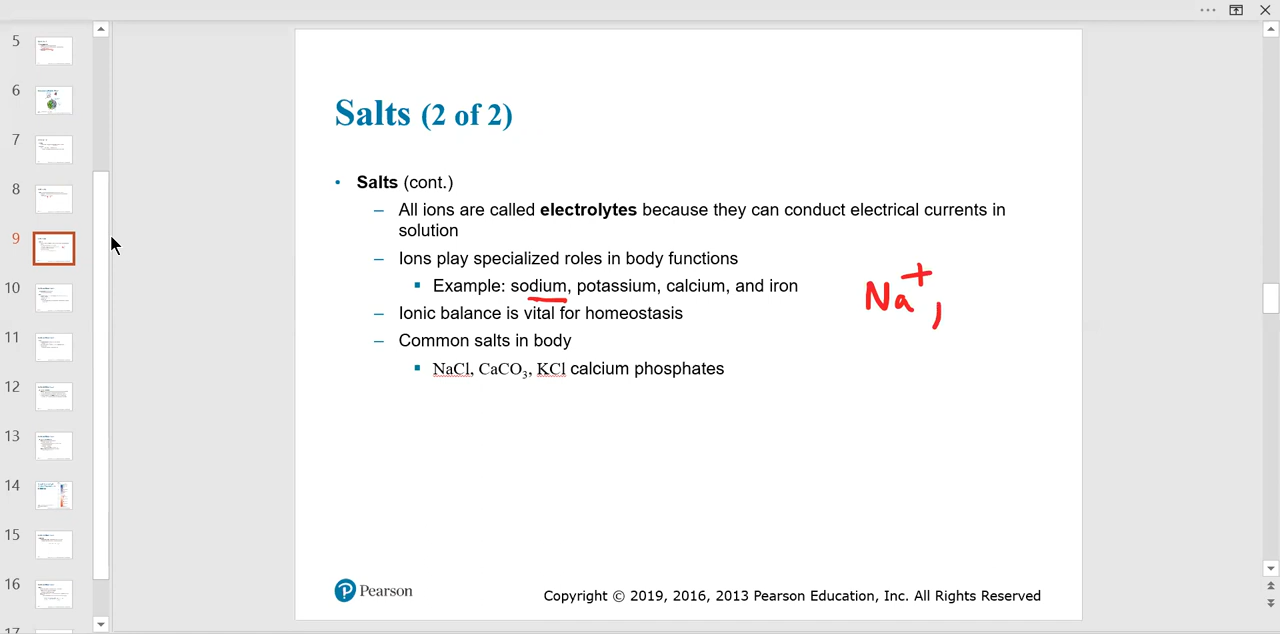 5
6
7
8
9
10
11
12
13
14
15
16
17
Salts (2 of 2)
• Salts (cont.)
– All ions are called electrolytes because they can conduct electrical currents in
solution
– Ions play specialized roles in body functions
▪ Example: sodium, potassium, calcium, and iron
Na⁺,
– Ionic balance is vital for homeostasis
– Common salts in body
▪ NaCl, CaCO₃, KCl calcium phosphates
P Pearson
Copyright © 2019, 2016, 2013 Pearson Education, Inc. All Rights Reserved